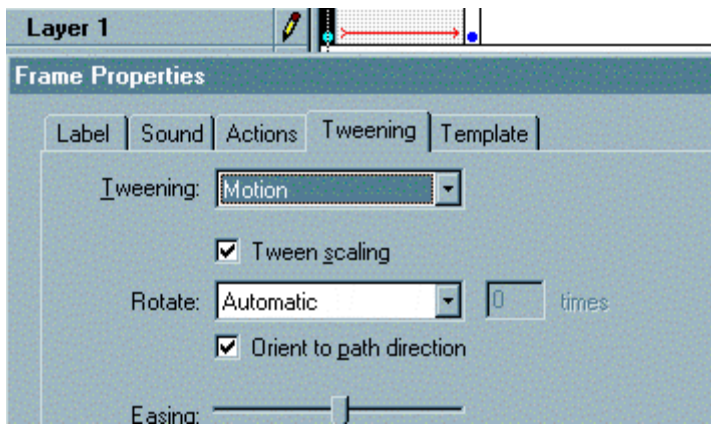 Layer 1
Frame Properties
Label Sound Actions Tweening Template
Tweening: Motion
Tween scaling
Rotate: Automatic 0 times
Orient to path direction
Easing: